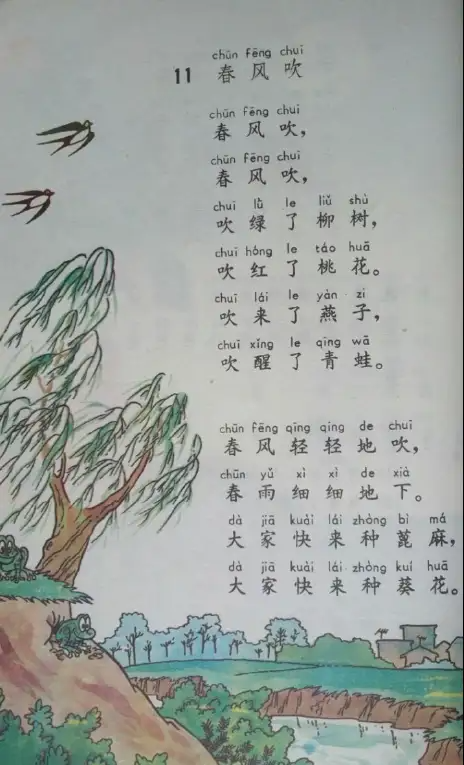 chūn fēng chuī
11 春风吹
chūn fēng chuī
春风吹，
chūn fēng chuī
春风吹，
chuī lǜ le liǔ shù
吹绿了柳树，
chuī hóng le táo huā
吹红了桃花。
chuī lái le yàn zi
吹来了燕子，
chuī xǐng le qīng wā
吹醒了青蛙。
chūn fēng qīng qīng de chuī
春风轻轻地吹，
chūn yǔ xì xì de xià
春雨细细地下。
dà jiā kuài lái zhòng bì má
大家快来种蓖麻，
dà jiā kuài lái zhòng kuí huā
大家快来种葵花。